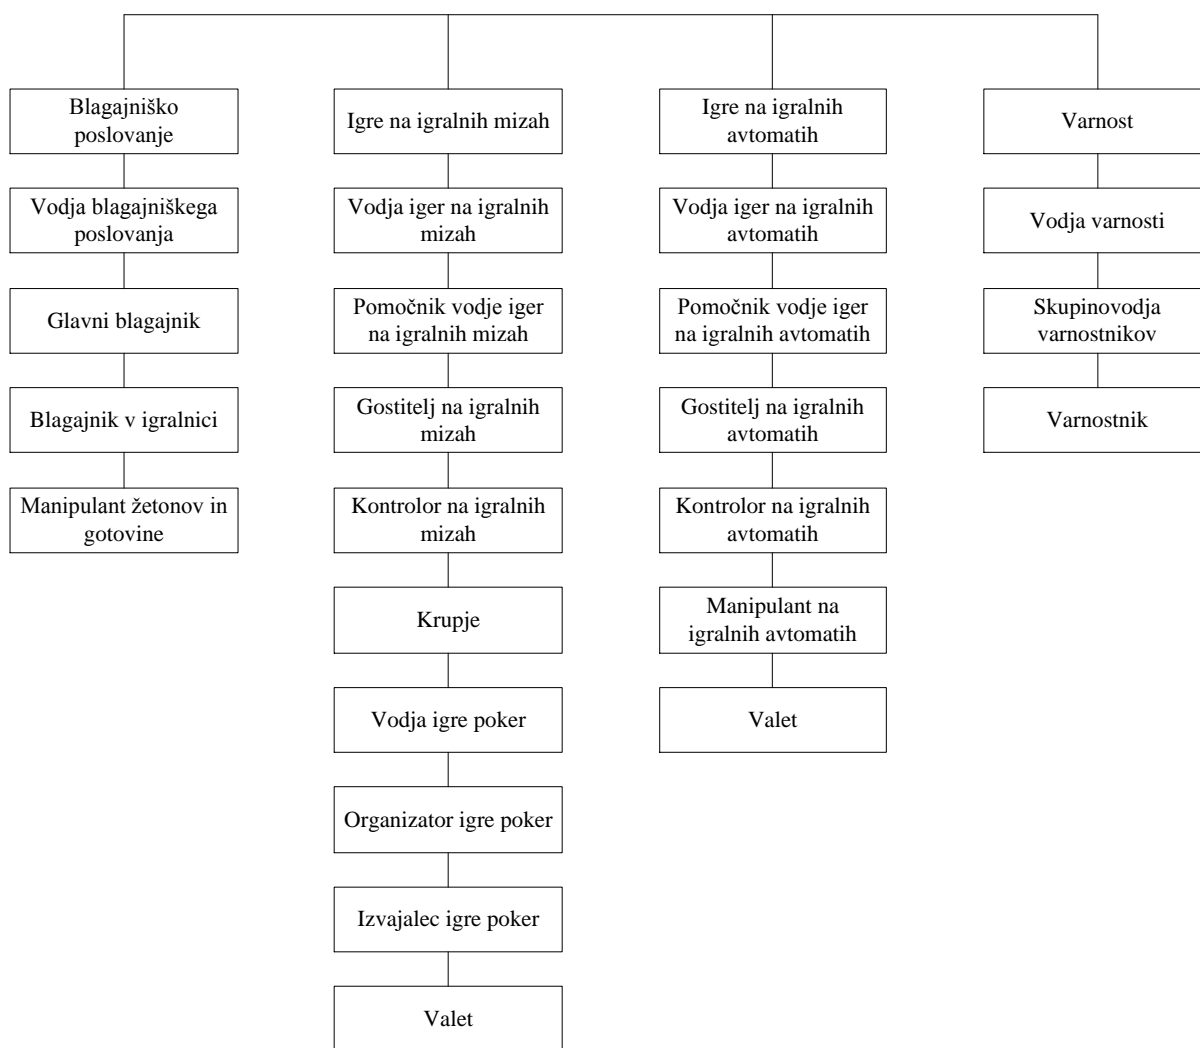 Blagajniško
poslovanje
Vodja blagajniškega
poslovanja
Glavni blagajnik
Blagajnik v igralnici
Manipulant žetonov in
gotovine
Igre na igralnih mizah
Vodja iger na igralnih
mizah
Pomočnik vodje iger
na igralnih mizah
Gostitelj na igralnih
mizah
Kontrolor na igralnih
mizah
Krupje
Vodja igre poker
Organizator igre poker
Izvajalec igre poker
Valet
Igre na igralnih
avtomatih
Vodja iger na igralnih
avtomatih
Pomočnik vodje iger
na igralnih avtomatih
Gostitelj na igralnih
avtomatih
Kontrolor na igralnih
avtomatih
Manipulant na
igralnih avtomatih
Valet
Varnost
Vodja varnosti
Skupinovodja
varnostnikov
Varnostnik